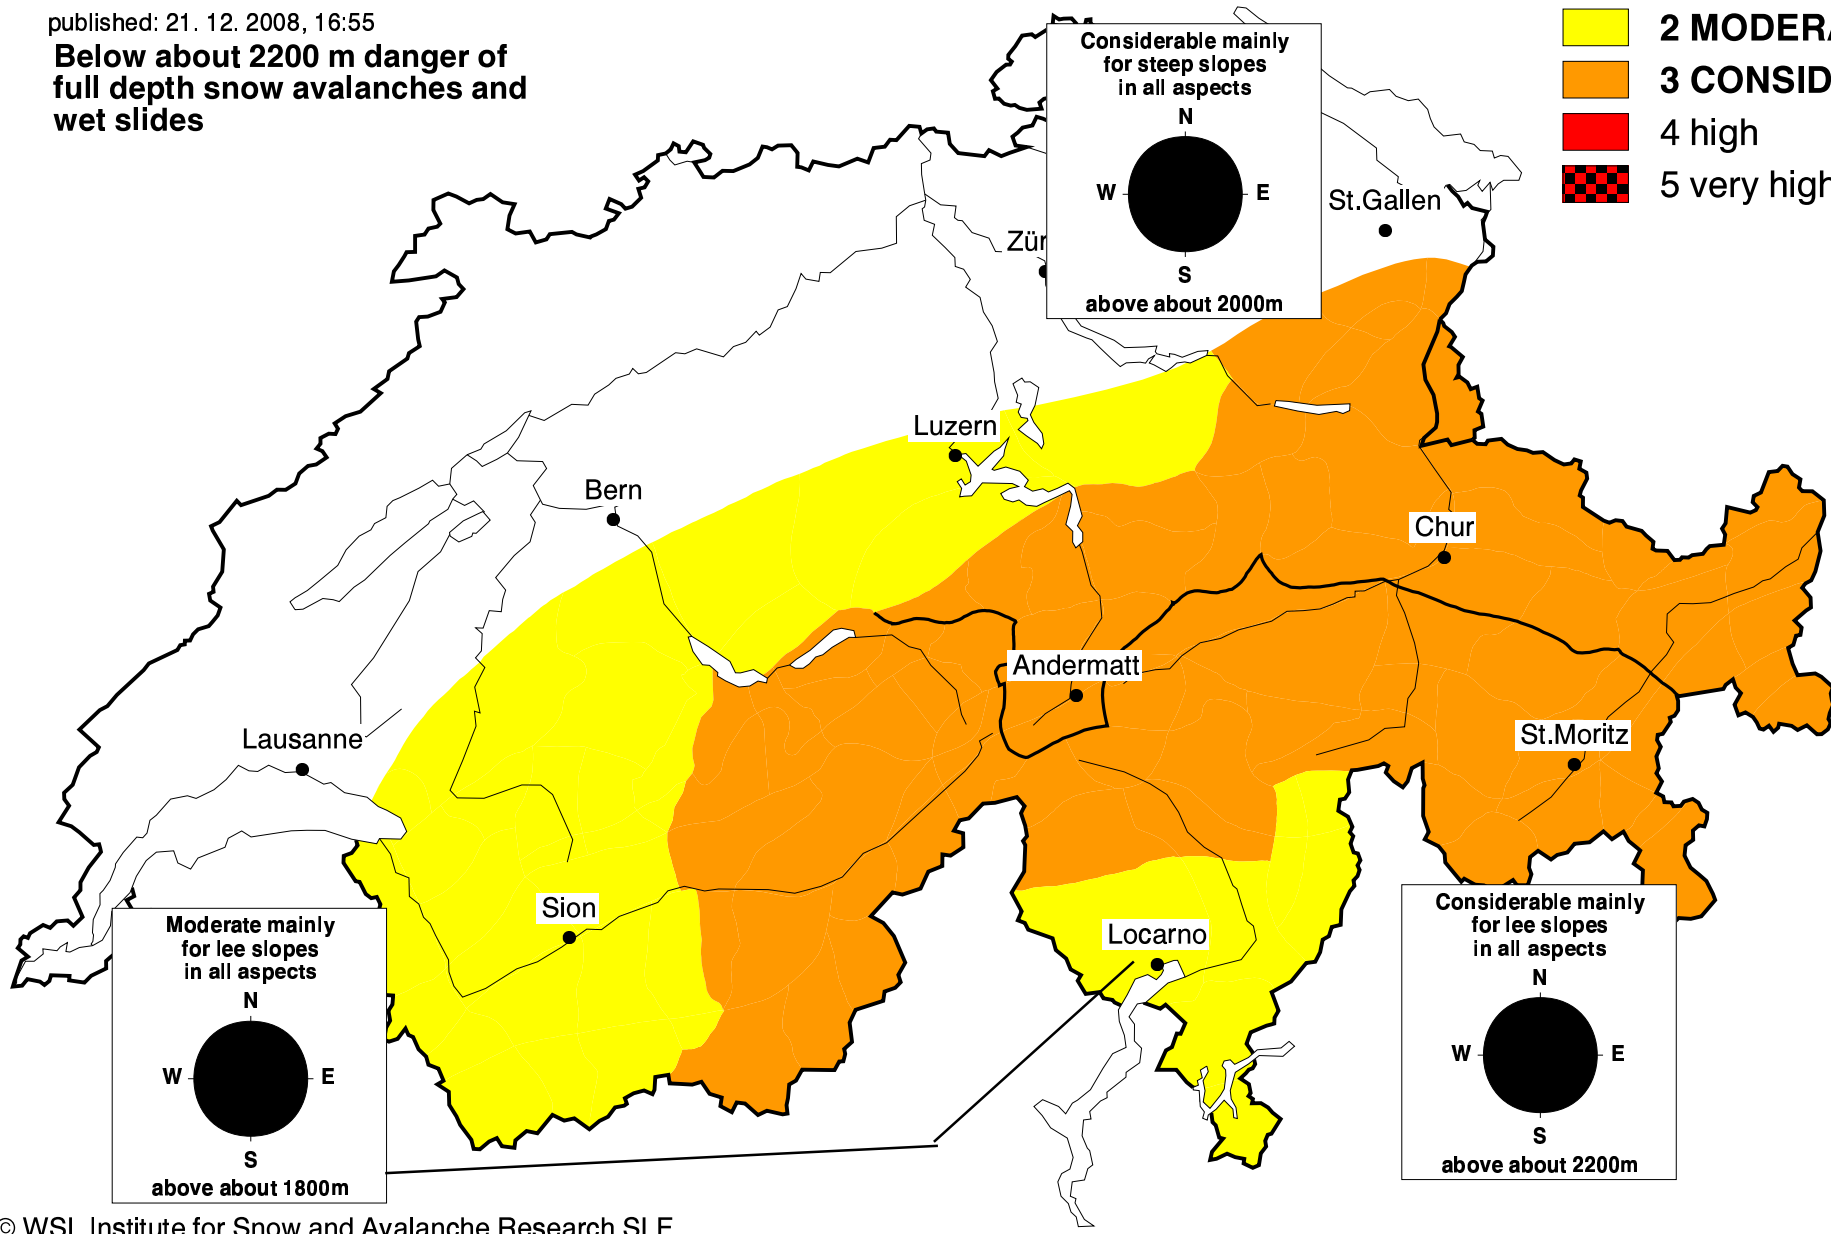 published: 21. 12. 2008, 16:55
Below about 2200 m danger of
full depth snow avalanches and
wet slides
2 MODERA
3 CONSID
4 high
5 very high
Considerable mainly
for steep slopes
in all aspects
N
W
E
S
above about 2000m
St.Gallen
Zür
Luzern
Bern
Chur
Andermatt
Lausanne
St.Moritz
Sion
Locarno
Moderate mainly
for lee slopes
in all aspects
N
W
E
S
above about 1800m
Considerable mainly
for lee slopes
in all aspects
N
W
E
S
above about 2200m
© WSL Institute for Snow and Avalanche Research SLF